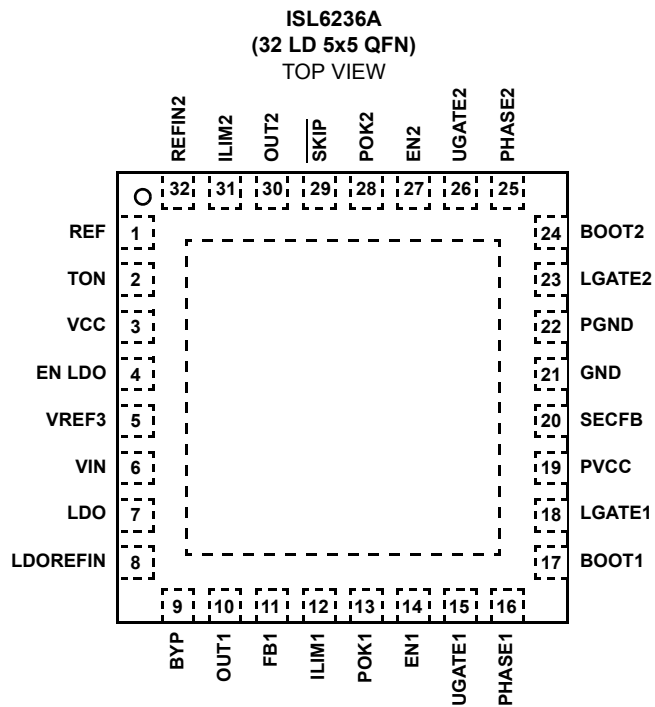 ISL6236A
(32 LD 5x5 QFN)
TOP VIEW
REFIN2
ILIM2
OUT2
SKIP
POK2
EN2
UGATE2
PHASE2
32 31 30 29 28 27 26 25
REF 1
TON 2
VCC 3
EN LDO 4
VREF3 5
VIN 6
LDO 7
LDOREFIN 8
24 BOOT2
23 LGATE2
22 PGND
21 GND
20 SECFB
19 PVCC
18 LGATE1
17 BOOT1
9 10 11 12 13 14 15 16
BYP
OUT1
FB1
ILIM1
POK1
EN1
UGATE1
PHASE1